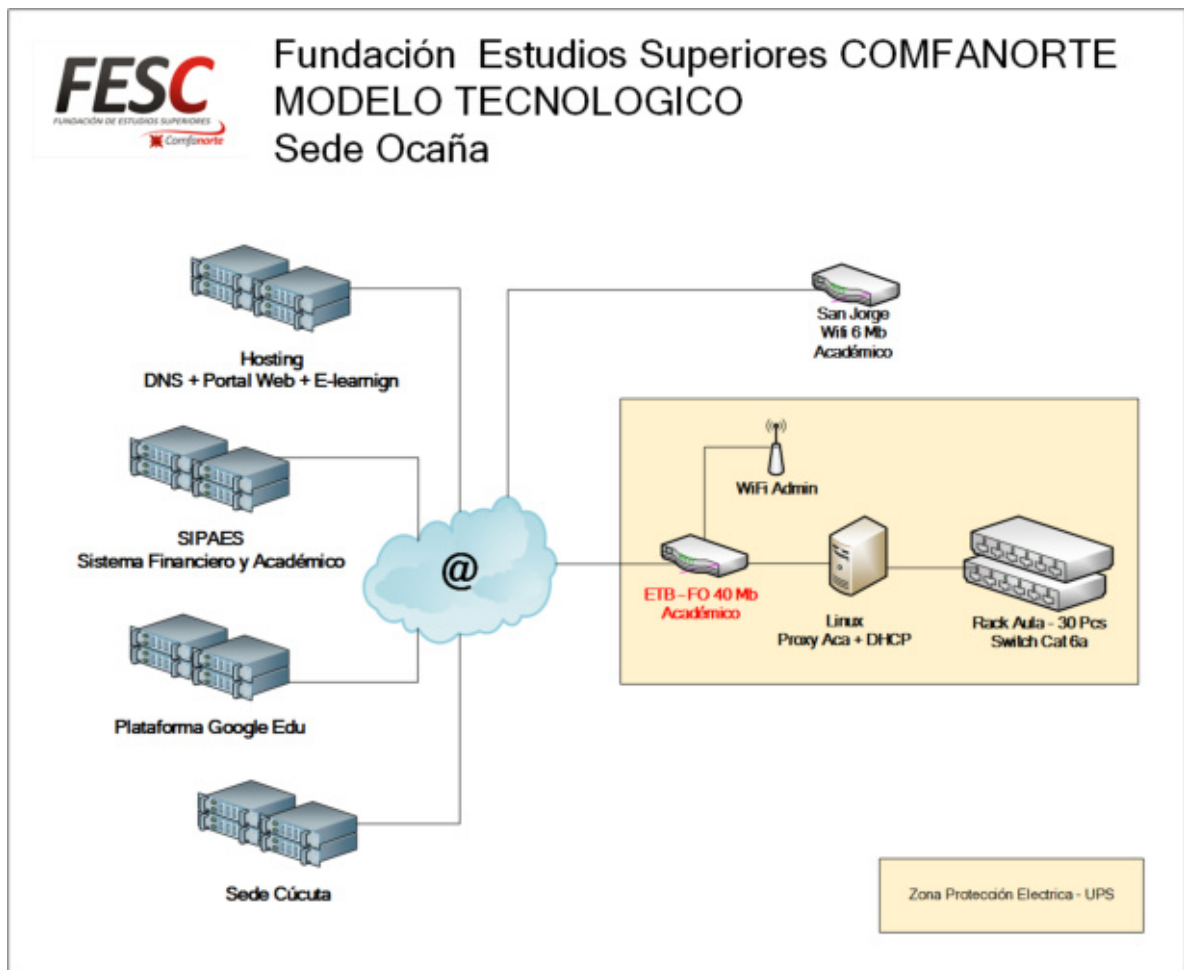 FESC
FUNDACIÓN DE ESTUDIOS SUPERIORES
Comfanorte
Fundación Estudios Superiores COMFANORTE
MODELO TECNOLOGICO
Sede Ocaña
Hosting
DNS + Portal Web + E-learnign
San Jorge
Wifi 6 Mb
Académico
SIPAES
Sistema Financiero y Académico
@
WiFi Admin
ETB - FO 40 Mb
Académico
Linux
Proxy Aca + DHCP
Rack Aula - 30 Pcs
Switch Cat 6a
Plataforma Google Edu
Sede Cúcuta
Zona Protección Electrica - UPS